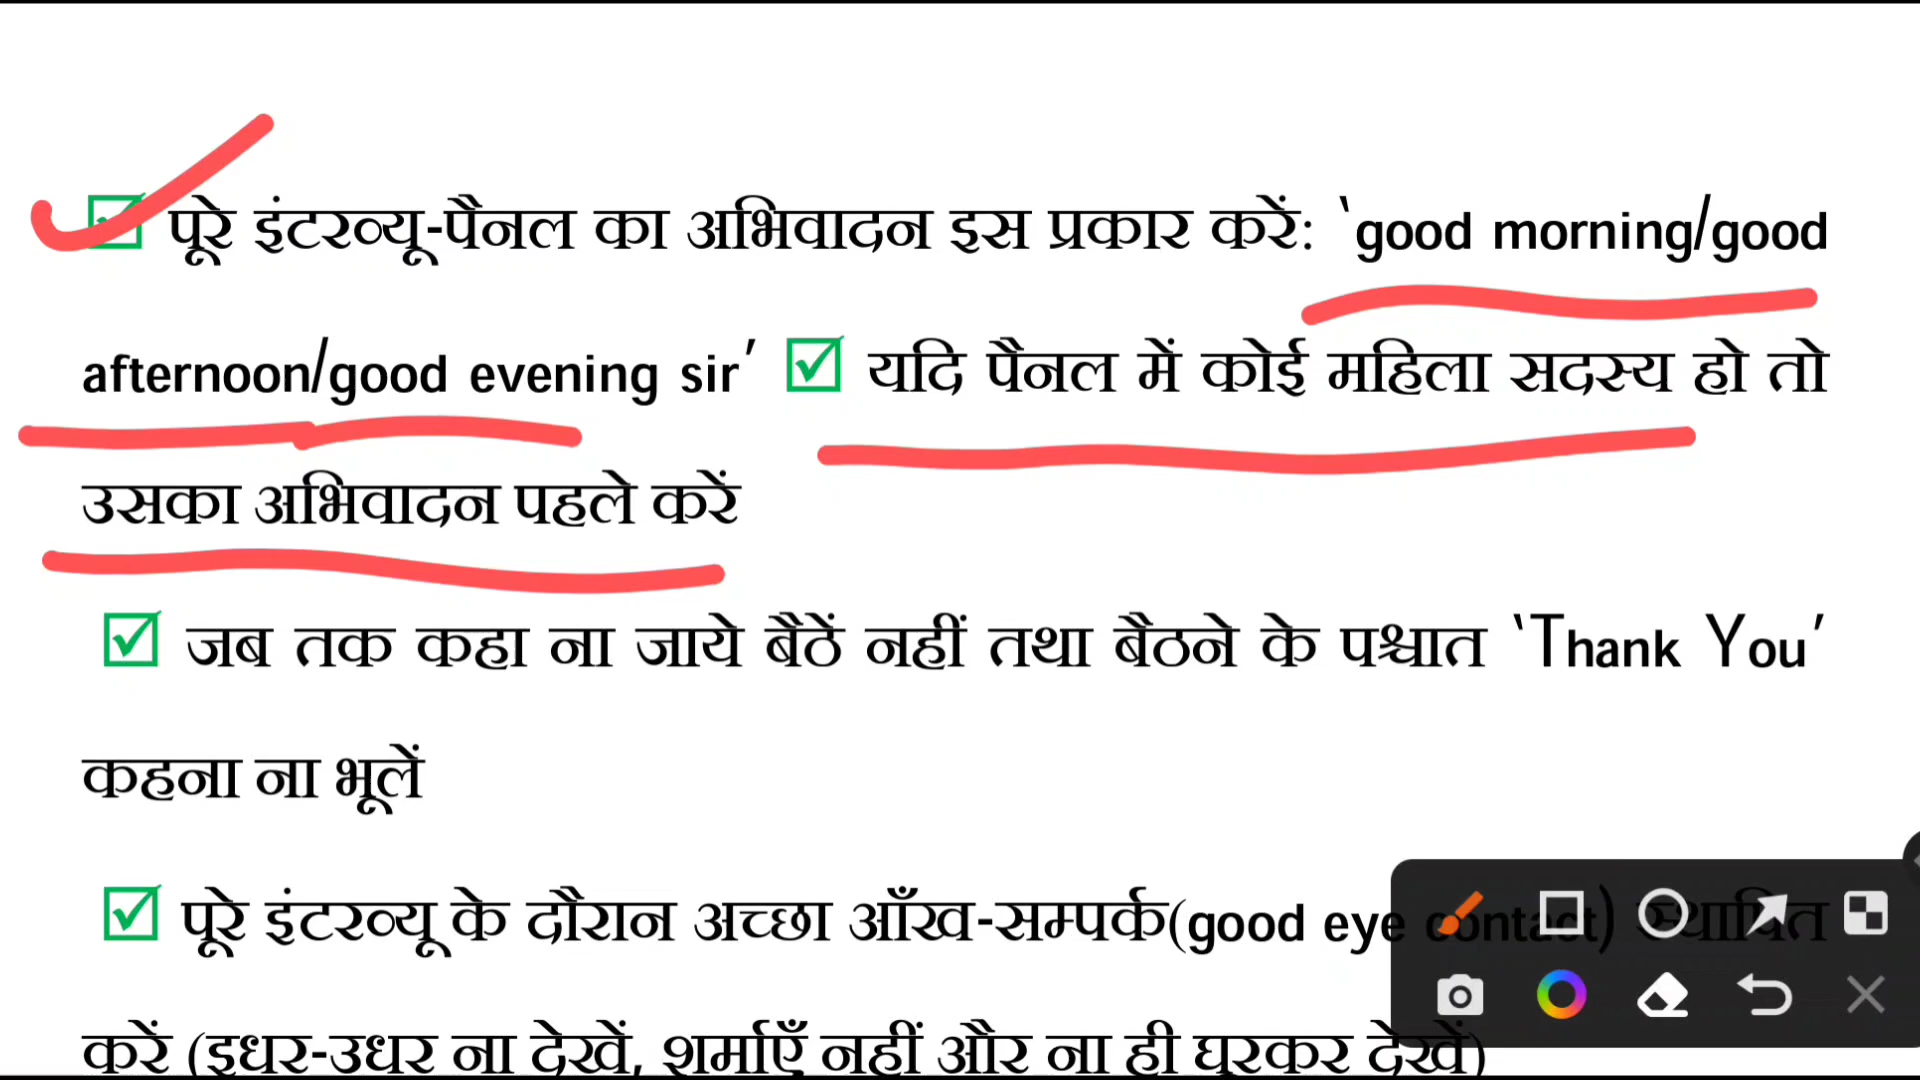 पूरे इंटरव्यू-पैनल का अभिवादन इस प्रकार करें: ‘good morning/good
afternoon/good evening sir’ ☑ यदि पैनल में कोई महिला सदस्य हो तो
उसका अभिवादन पहले करें
☑ जब तक कहा ना जाये बैठें नहीं तथा बैठने के पश्चात ‘Thank You’
कहना ना भूलें
☑ पूरे इंटरव्यू के दौरान अच्छा आँख-सम्पर्क(good eye contact) स्थापित
करें (इधर-उधर ना देखें, शर्माएँ नहीं और ना ही घूरकर देखें)